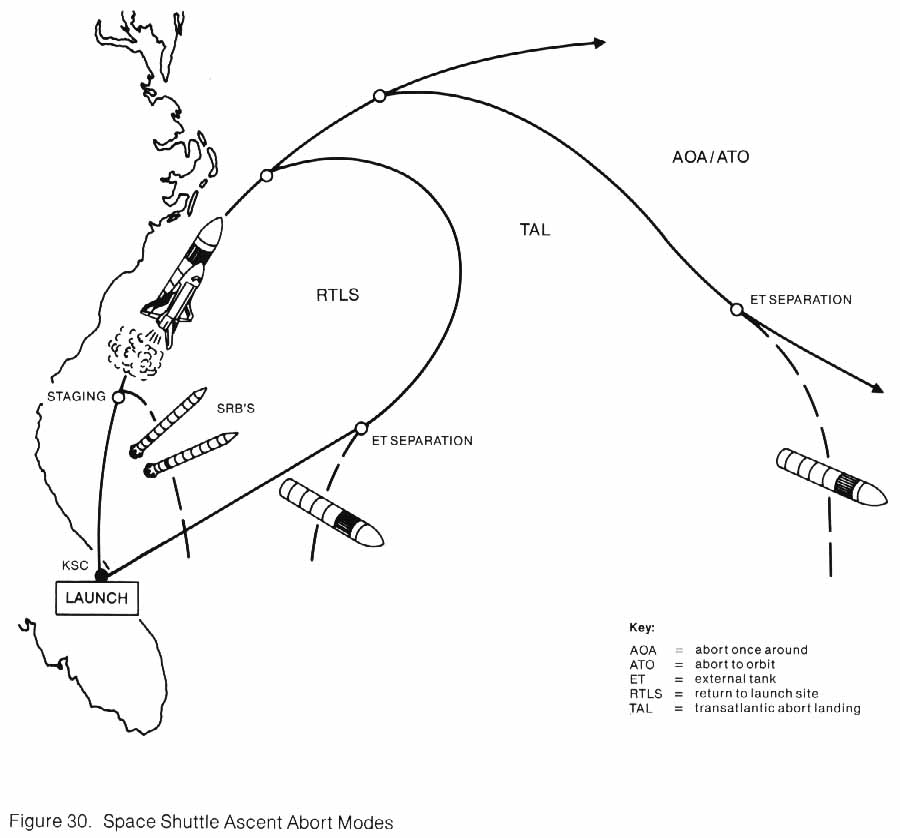 AOA/ATO
TAL
RTLS
ET SEPARATION
STAGING
SRB'S
ET SEPARATION
KSC
LAUNCH
Key:
AOA = abort once around
ATO = abort to orbit
ET = external tank
RTLS = return to launch site
TAL = transatlantic abort landing
Figure 30. Space Shuttle Ascent Abort Modes